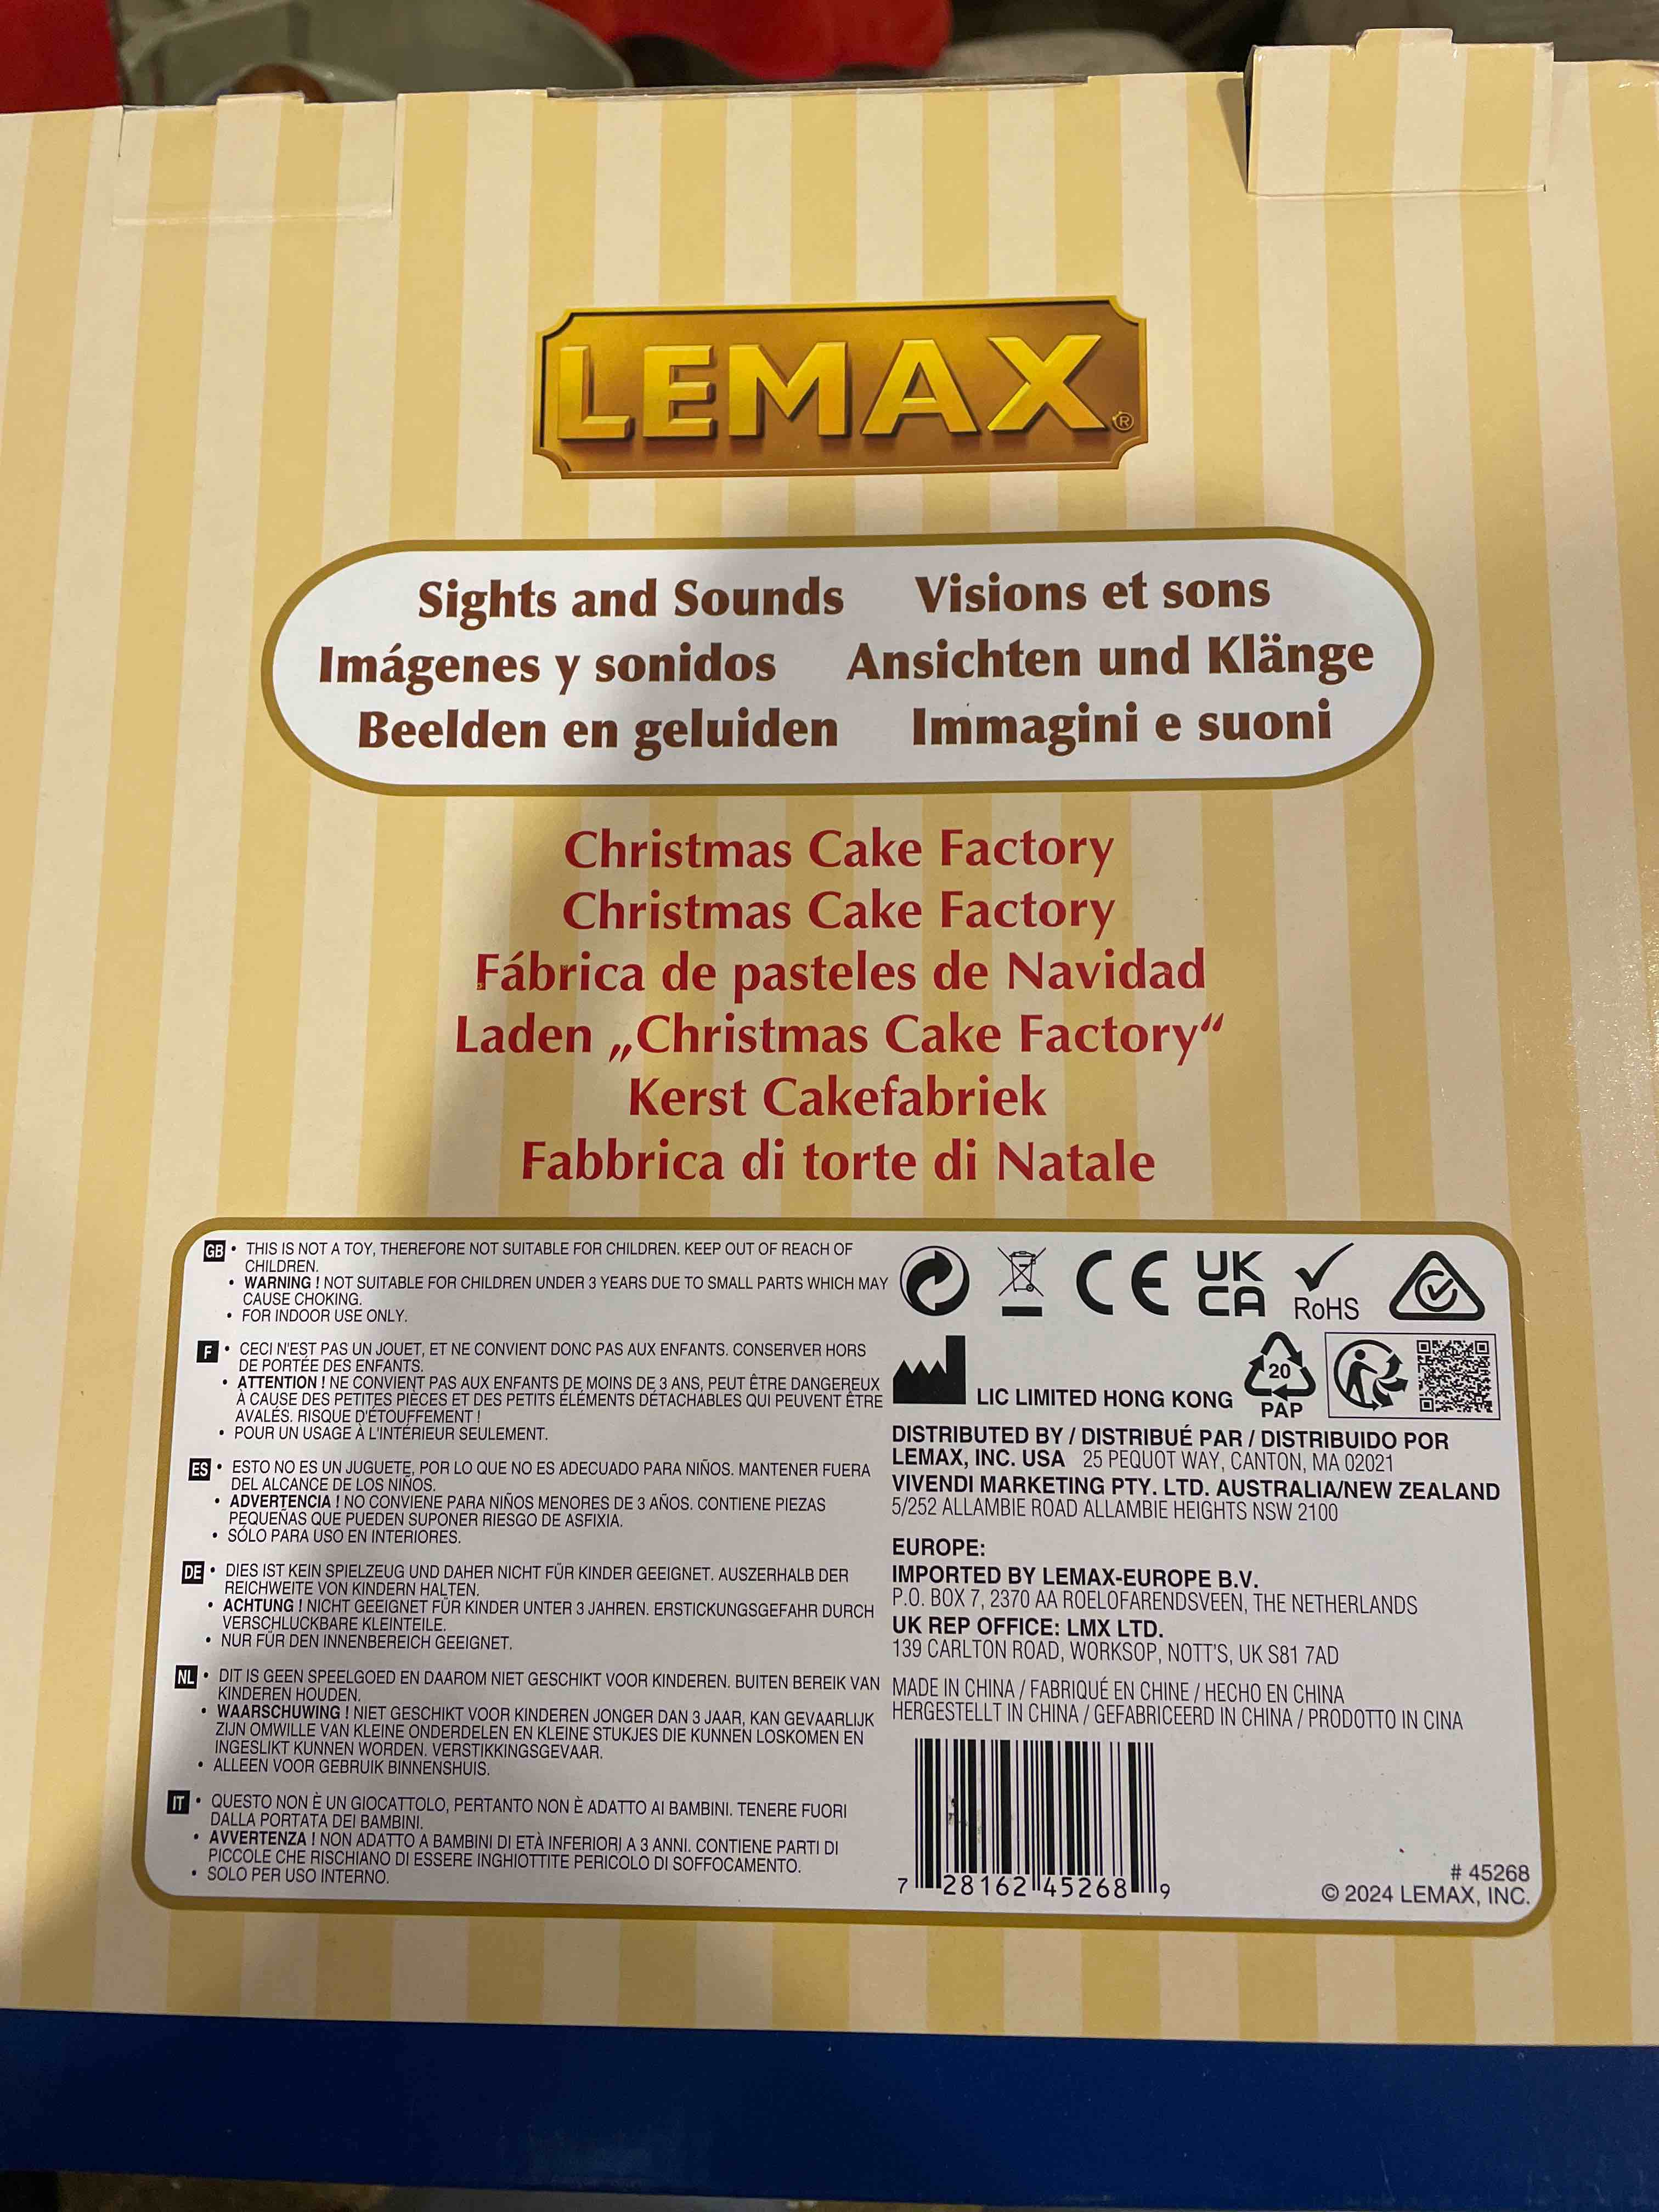 LEMAX®
Sights and Sounds Visions et sons
Imágenes y sonidos Ansichten und Klänge
Beelden en geluiden Immagini e suoni
Christmas Cake Factory
Christmas Cake Factory
Fábrica de pasteles de Navidad
Laden „Christmas Cake Factory“
Kerst Cakefabriek
Fabbrica di torte di Natale
GB • THIS IS NOT A TOY, THEREFORE NOT SUITABLE FOR CHILDREN. KEEP OUT OF REACH OF
CHILDREN.
• WARNING ! NOT SUITABLE FOR CHILDREN UNDER 3 YEARS DUE TO SMALL PARTS WHICH MAY
CAUSE CHOKING.
• FOR INDOOR USE ONLY.
F • CECI N'EST PAS UN JOUET, ET NE CONVIENT DONC PAS AUX ENFANTS. CONSERVER HORS
DE PORTÉE DES ENFANTS.
• ATTENTION ! NE CONVIENT PAS AUX ENFANTS DE MOINS DE 3 ANS, PEUT ÊTRE DANGEREUX
À CAUSE DES PETITES PIÈCES ET DES PETITS ÉLÉMENTS DÉTACHABLES QUI PEUVENT ÊTRE
AVALÉS. RISQUE D'ÉTOUFFEMENT !
• POUR UN USAGE À L'INTÉRIEUR SEULEMENT.
ES • ESTO NO ES UN JUGUETE, POR LO QUE NO ES ADECUADO PARA NIÑOS. MANTENER FUERA
DEL ALCANCE DE LOS NIÑOS.
• ADVERTENCIA ! NO CONVIENE PARA NIÑOS MENORES DE 3 AÑOS. CONTIENE PIEZAS
PEQUEÑAS QUE PUEDEN SUPONER RIESGO DE ASFIXIA.
• SÓLO PARA USO EN INTERIORES.
DE • DIES IST KEIN SPIELZEUG UND DAHER NICHT FÜR KINDER GEEIGNET. AUSZERHALB DER
REICHWEITE VON KINDERN HALTEN.
• ACHTUNG ! NICHT GEEIGNET FÜR KINDER UNTER 3 JAHREN. ERSTICKUNGSGEFAHR DURCH
VERSCHLUCKBARE KLEINTEILE.
• NUR FÜR DEN INNENBEREICH GEEIGNET.
NL • DIT IS GEEN SPEELGOED EN DAAROM NIET GESCHIKT VOOR KINDEREN. BUITEN BEREIK VAN
KINDEREN HOUDEN.
• WAARSCHUWING ! NIET GESCHIKT VOOR KINDEREN JONGER DAN 3 JAAR, KAN GEVAARLIJK
ZIJN OMWILLE VAN KLEINE ONDERDELEN EN KLEINE STUKJES DIE KUNNEN LOSKOMEN EN
INGESLIKT KUNNEN WORDEN. VERSTIKKINGSGEVAAR.
• ALLEEN VOOR GEBRUIK BINNENSHUIS.
IT • QUESTO NON È UN GIOCATTOLO, PERTANTO NON È ADATTO AI BAMBINI. TENERE FUORI
DALLA PORTATA DEI BAMBINI.
• AVVERTENZA ! NON ADATTO A BAMBINI DI ETÀ INFERIORI A 3 ANNI. CONTIENE PARTI DI
PICCOLE CHE RISCHIANO DI ESSERE INGHIOTTITE PERICOLO DI SOFFOCAMENTO.
• SOLO PER USO INTERNO.
CE UK
CA RoHS
LIC LIMITED HONG KONG
20
PAP
DISTRIBUTED BY / DISTRIBUÉ PAR / DISTRIBUIDO POR
LEMAX, INC. USA 25 PEQUOT WAY, CANTON, MA 02021
VIVENDI MARKETING PTY. LTD. AUSTRALIA/NEW ZEALAND
5/252 ALLAMBIE ROAD ALLAMBIE HEIGHTS NSW 2100
EUROPE:
IMPORTED BY LEMAX-EUROPE B.V.
P.O. BOX 7, 2370 AA ROELOFARENDSVEEN, THE NETHERLANDS
UK REP OFFICE: LMX LTD.
139 CARLTON ROAD, WORKSOP, NOTT'S, UK S81 7AD
MADE IN CHINA / FABRIQUÉ EN CHINE / HECHO EN CHINA
HERGESTELLT IN CHINA / GEFABRICEERD IN CHINA / PRODOTTO IN CINA
7 28162 45268 9
# 45268
© 2024 LEMAX, INC.